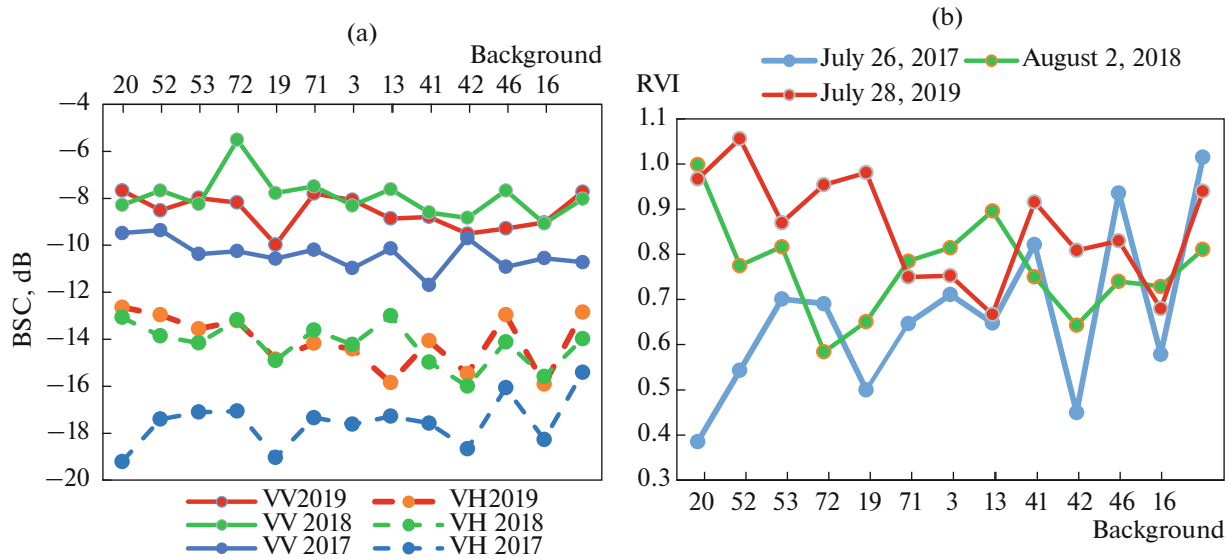 (a)
Background
20 52 53 72 19 71 3 13 41 42 46 16
−4
−6
−8
−10
−12
−14
−16
−18
−20
BSC, dB
VV2019 VH2019
VV 2018 VH 2018
VV 2017 VH 2017
(b)
July 26, 2017 August 2, 2018
July 28, 2019
RVI
1.1
1.0
0.9
0.8
0.7
0.6
0.5
0.4
0.3
20 52 53 72 19 71 3 13 41 42 46 16
Background